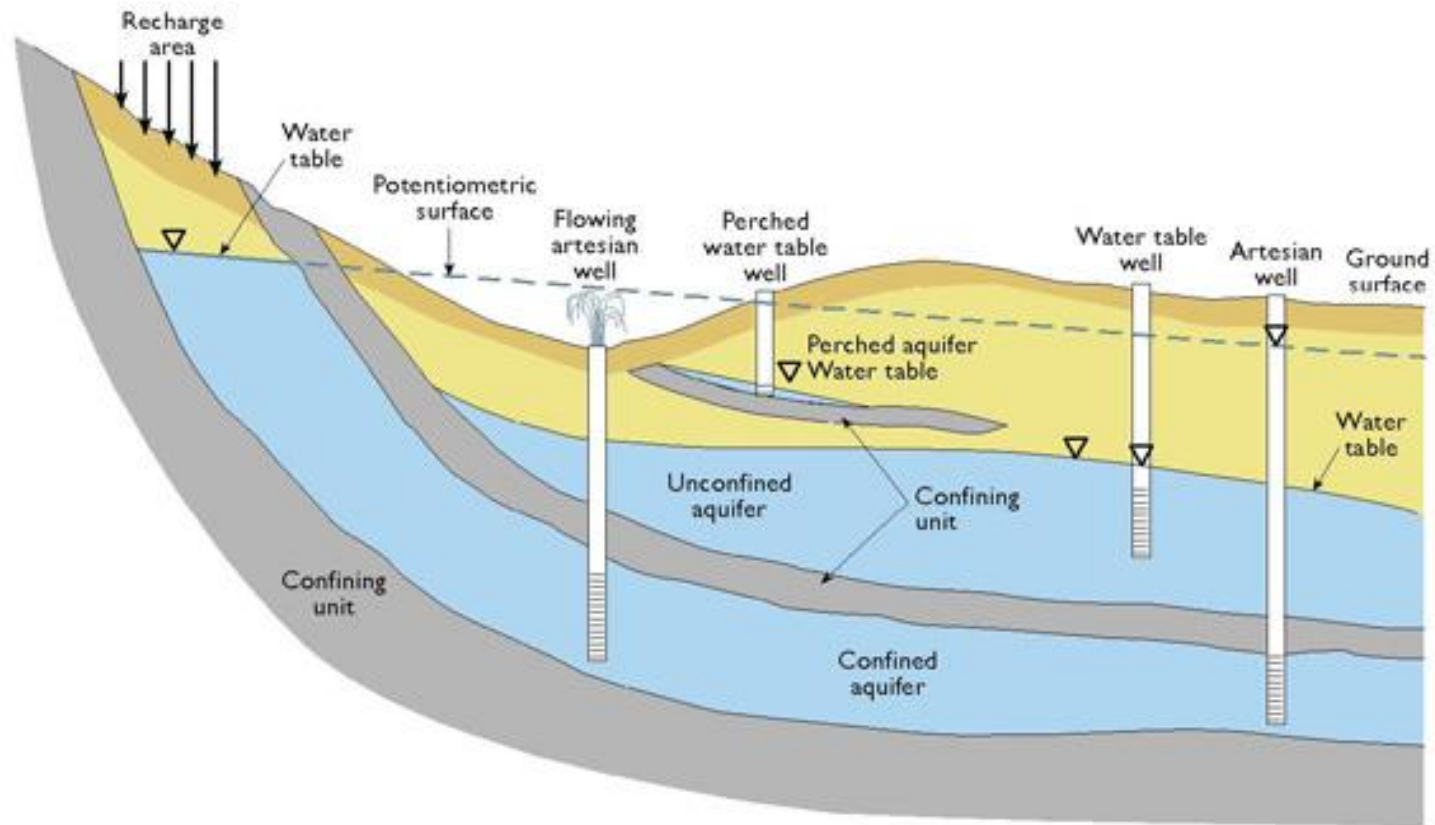 Recharge
area
Water
table
Potentiometric
surface
Flowing
artesian
well
Perched
water table
well
Water table
well
Artesian
well
Ground
surface
Perched aquifer
Water table
Water
table
Unconfined
aquifer
Confining
unit
Confining
unit
Confined
aquifer